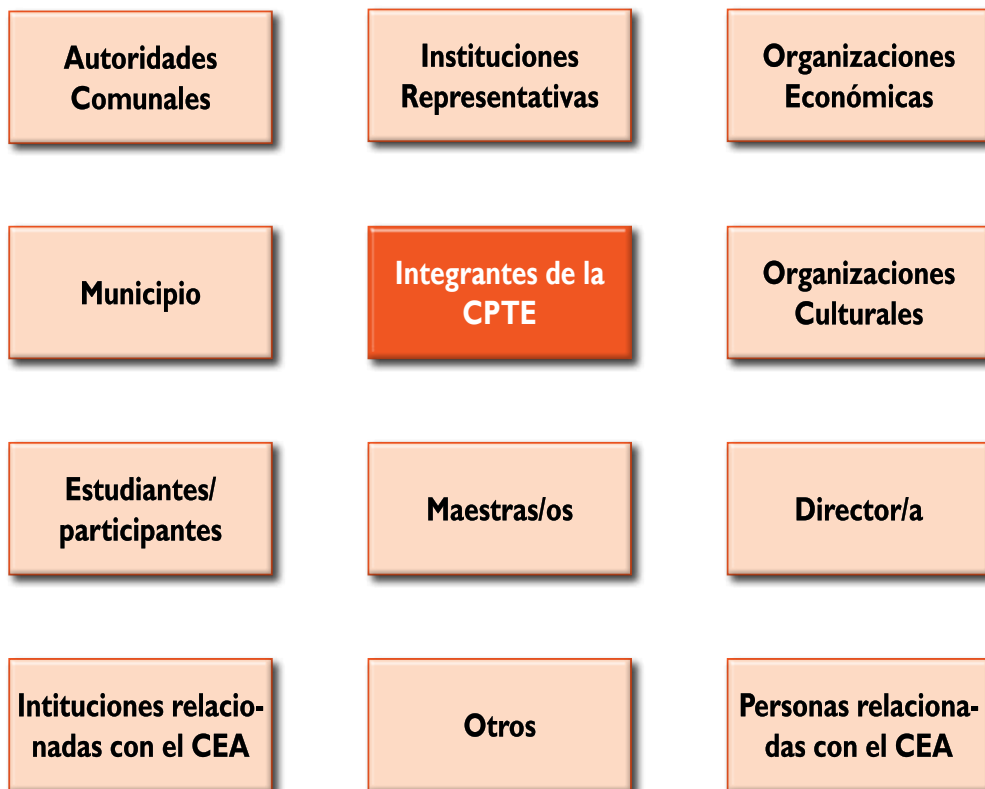 Autoridades
Comunales
Instituciones
Representativas
Organizaciones
Económicas
Municipio
Integrantes de la
CPTE
Organizaciones
Culturales
Estudiantes/
participantes
Maestras/os
Director/a
Intituciones relacio-
nadas con el CEA
Otros
Personas relaciona-
das con el CEA